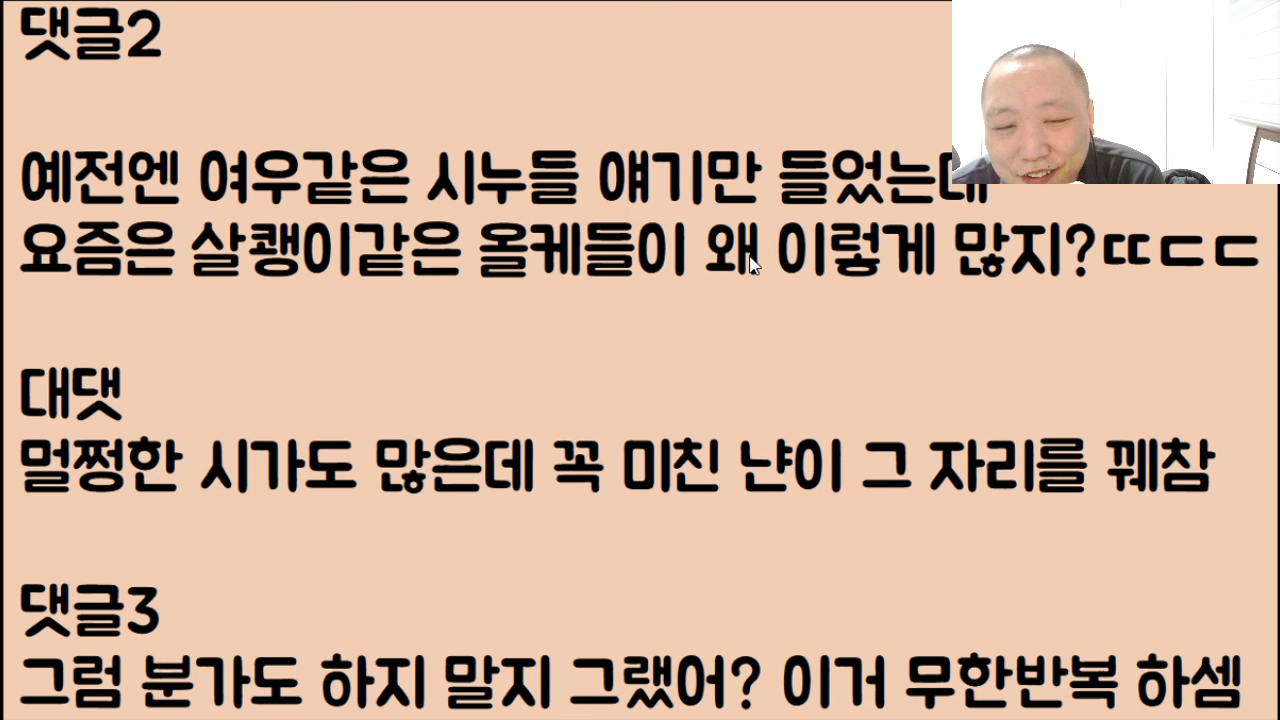 댓글2
예전엔 여우같은 시누들 얘기만 들었는데
요즘은 살쾡이같은 올케들이 왜 이렇게 많지?ㄸㄷㄷ
대댓
멀쩡한 시가도 많은데 꼭 미친 냔이 그 자리를 꿰참
댓글3
그럼 분가도 하지 말지 그랬어? 이거 무한반복 하셈